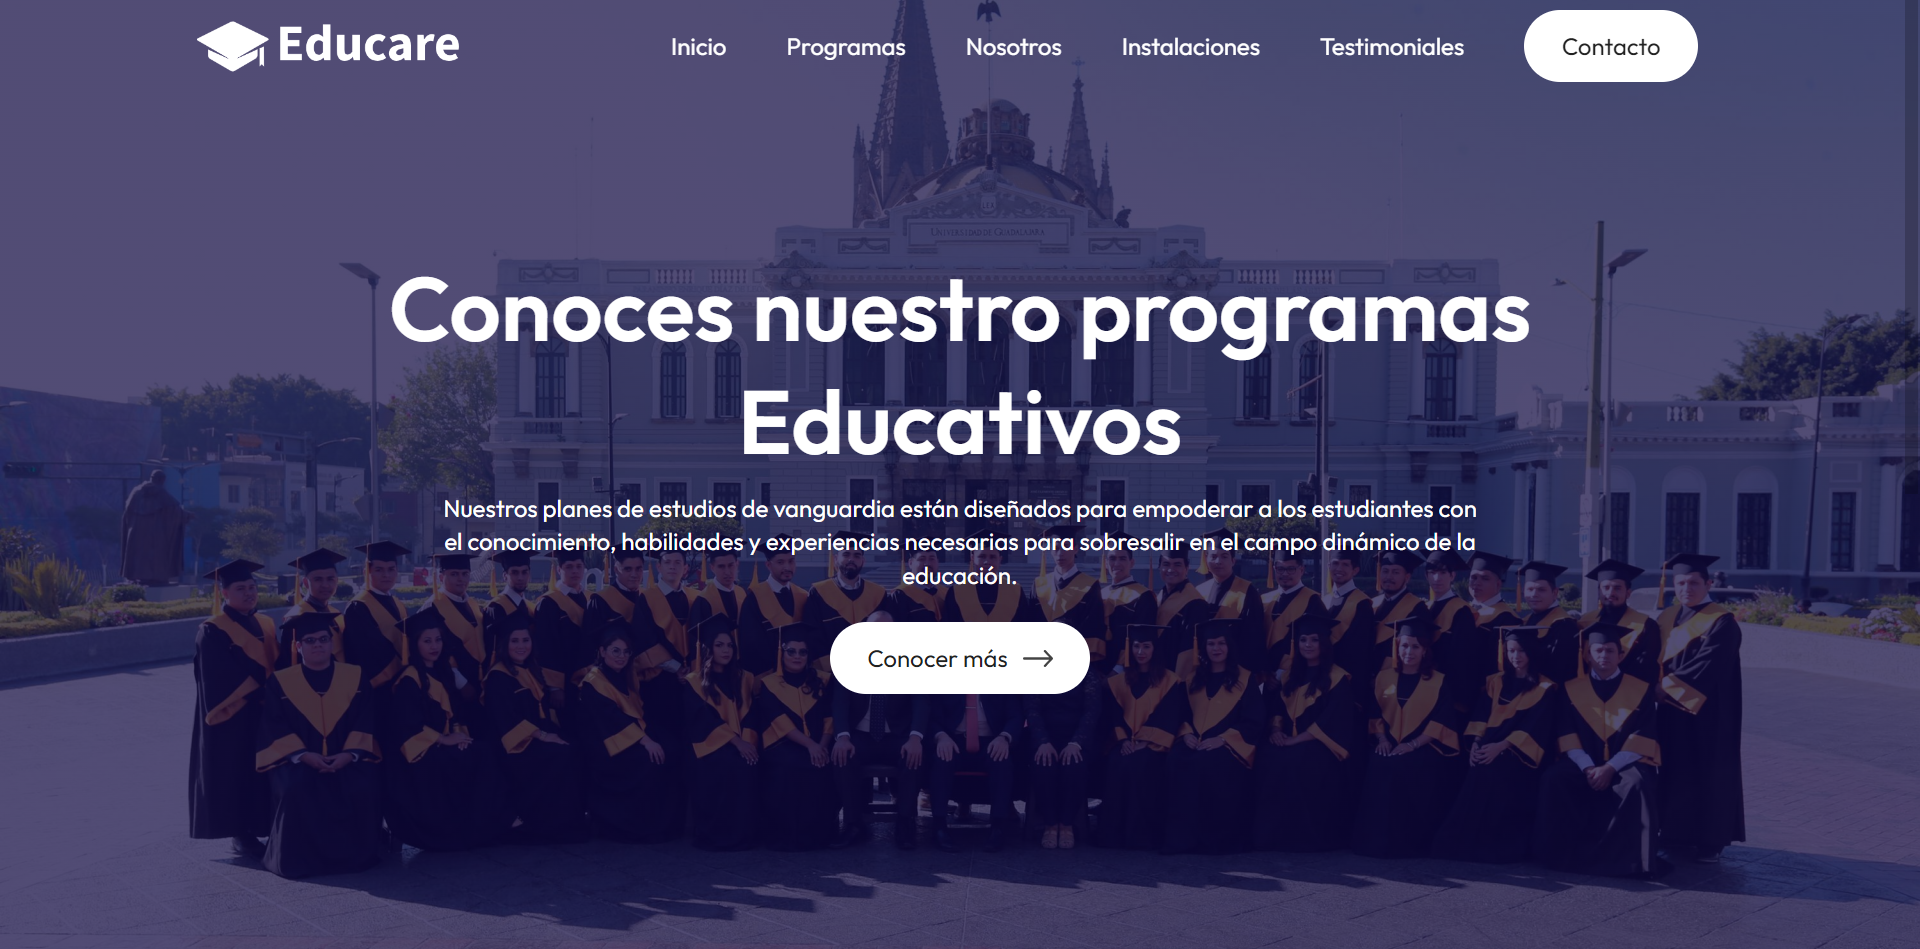 Educare
Inicio
Programas
Nosotros
Instalaciones
Testimoniales
Contacto
UNIVERSIDAD DE GUADALAJARA
Conoces nuestro programas
Educativos
Nuestros planes de estudios de vanguardia están diseñados para empoderar a los estudiantes con
el conocimiento, habilidades y experiencias necesarias para sobresalir en el campo dinámico de la
educación.
Conocer más